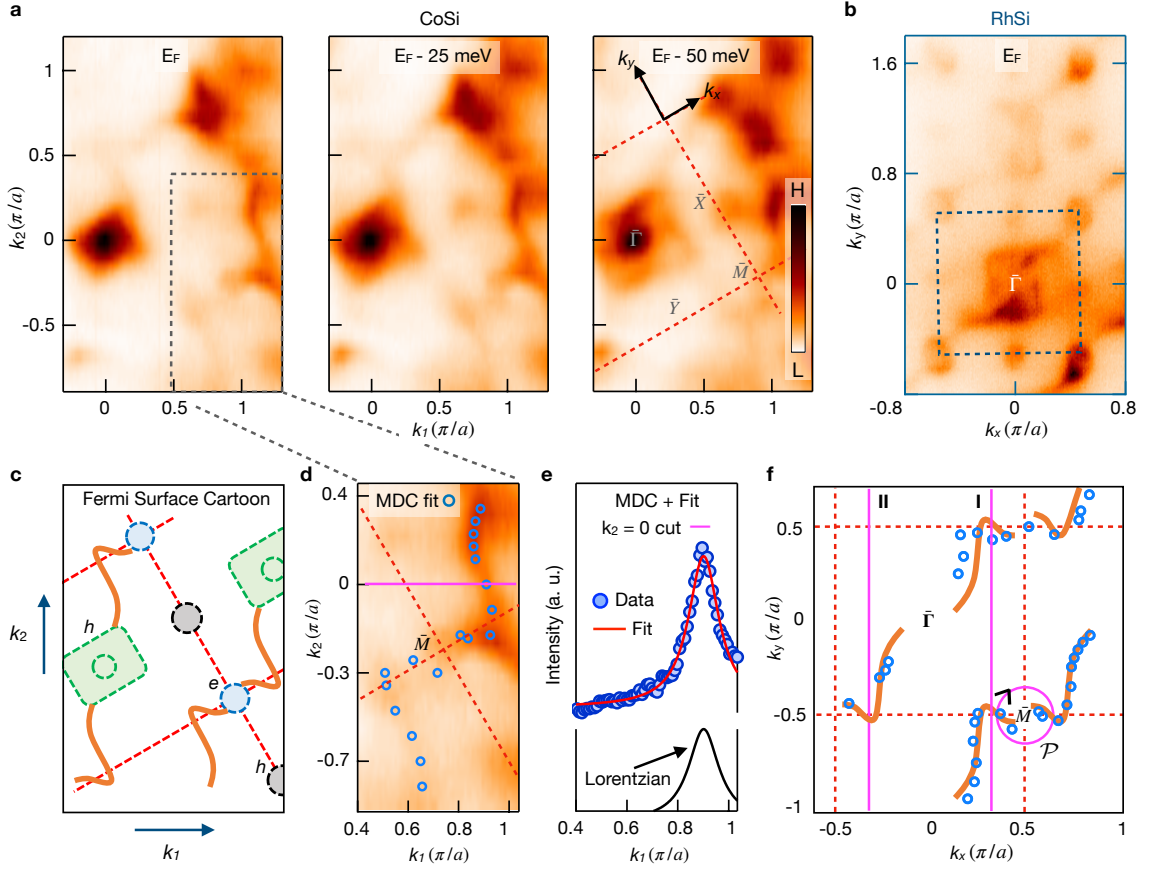 a
CoSi
b
RhSi
E_F
E_F - 25 meV
E_F - 50 meV
E_F
k_y
k_x
H
L
X̄
Γ̄
M̄
Ȳ
Γ̄
1
0.5
0
-0.5
k_2(π/a)
0
0.5
1
0
0.5
1
0
0.5
1
k_1(π/a)
1.6
0.8
0
k_y(π/a)
-0.8
0
0.8
k_x(π/a)
c
Fermi Surface Cartoon
h
e
h
k_2
k_1
d
MDC fit
M̄
0.4
0
-0.3
-0.7
k_2(π/a)
0.4
0.6
0.8
1
k_1(π/a)
e
MDC + Fit
k_2 = 0 cut
Data
Fit
Lorentzian
Intensity (a. u.)
0.4
0.6
0.8
1
k_1(π/a)
f
II
I
Γ̄
M̄
𝒫
0.5
0
-0.5
-1
k_y(π/a)
-0.5
0
0.5
1
k_x(π/a)